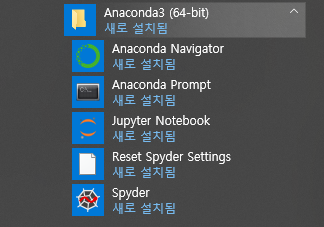 Anaconda3 (64-bit)
새로 설치됨
Anaconda Navigator
새로 설치됨
Anaconda Prompt
새로 설치됨
Jupyter Notebook
새로 설치됨
Reset Spyder Settings
새로 설치됨
Spyder
새로 설치됨